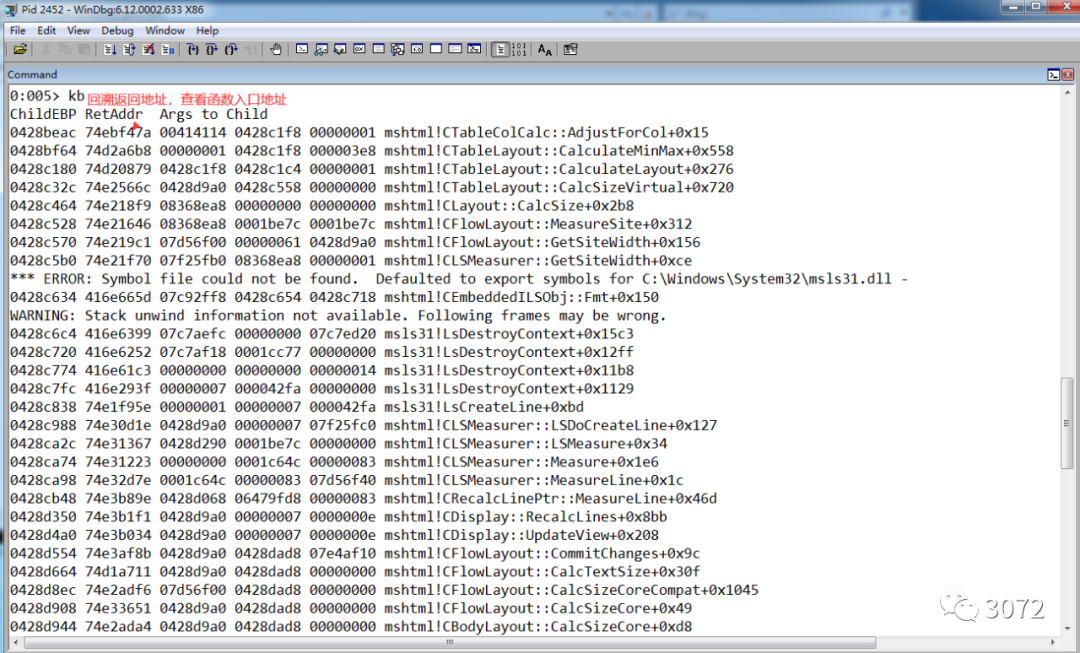 Pid 2452 - WinDbg:6.12.0002.633 X86
File Edit View Debug Window Help
Command
0:005> kb 回溯返回地址，查看函数入口地址
ChildEBP RetAddr  Args to Child
0428beac 74ebf47a 00414114 0428c1f8 00000001 mshtml!CTableColCalc::AdjustForCol+0x15
0428bf64 74d2a6b8 00000001 0428c1f8 000003e8 mshtml!CTableLayout::CalculateMinMax+0x558
0428c180 74d20879 0428c1f8 0428c1c4 00000001 mshtml!CTableLayout::CalculateLayout+0x276
0428c32c 74e2566c 0428d9a0 0428c558 00000000 mshtml!CTableLayout::CalcSizeVirtual+0x720
0428c464 74e218f9 08368ea8 00000000 00000000 mshtml!CLayout::CalcSize+0x2b8
0428c528 74e21646 08368ea8 0001be7c 0001be7c mshtml!CFlowLayout::MeasureSite+0x312
0428c570 74e219c1 07d56f00 00000061 0428d9a0 mshtml!CFlowLayout::GetSiteWidth+0x156
0428c5b0 74e21f70 07f25fb0 08368ea8 00000001 mshtml!CLSMeasurer::GetSiteWidth+0xce
*** ERROR: Symbol file could not be found.  Defaulted to export symbols for C:\Windows\System32\msls31.dll -
0428c634 416e665d 07c92ff8 0428c654 0428c718 mshtml!CEmbeddedILSObj::Fmt+0x150
WARNING: Stack unwind information not available. Following frames may be wrong.
0428c6c4 416e6399 07c7aefc 00000000 07c7ed20 msls31!LsDestroyContext+0x15c3
0428c720 416e6252 07c7af18 0001cc77 00000000 msls31!LsDestroyContext+0x12ff
0428c774 416e61c3 00000000 00000000 00000014 msls31!LsDestroyContext+0x11b8
0428c7fc 416e293f 00000007 000042fa 00000000 msls31!LsDestroyContext+0x1129
0428c838 74e1f95e 00000001 00000007 000042fa msls31!LsCreateLine+0xbd
0428c988 74e30d1e 0428d9a0 00000007 07f25fc0 mshtml!CLSMeasurer::LSDoCreateLine+0x127
0428ca2c 74e31367 0428d290 0001be7c 00000000 mshtml!CLSMeasurer::LSMeasure+0x34
0428ca74 74e31223 00000000 0001c64c 00000083 mshtml!CLSMeasurer::Measure+0x1e6
0428ca98 74e32d7e 0001c64c 00000083 07d56f40 mshtml!CLSMeasurer::MeasureLine+0x1c
0428cb48 74e3b89e 0428d068 06479fd8 00000083 mshtml!CRecalcLinePtr::MeasureLine+0x46d
0428d350 74e3b1f1 0428d9a0 00000007 0000000e mshtml!CDisplay::RecalcLines+0x8bb
0428d4a0 74e3b034 0428d9a0 00000007 0000000e mshtml!CDisplay::UpdateView+0x208
0428d554 74e3af8b 0428d9a0 0428dad8 07e4af10 mshtml!CFlowLayout::CommitChanges+0x9c
0428d664 74d1a711 0428d9a0 0428dad8 00000000 mshtml!CFlowLayout::CalcTextSize+0x30f
0428d8ec 74e2adf6 07d56f00 0428dad8 00000000 mshtml!CFlowLayout::CalcSizeCoreCompat+0x1045
0428d908 74e33651 0428d9a0 0428dad8 00000000 mshtml!CFlowLayout::CalcSizeCore+0x49
0428d944 74e2ada4 0428d9a0 0428dad8 00000000 mshtml!CBodyLayout::CalcSizeCore+0xd8
3072